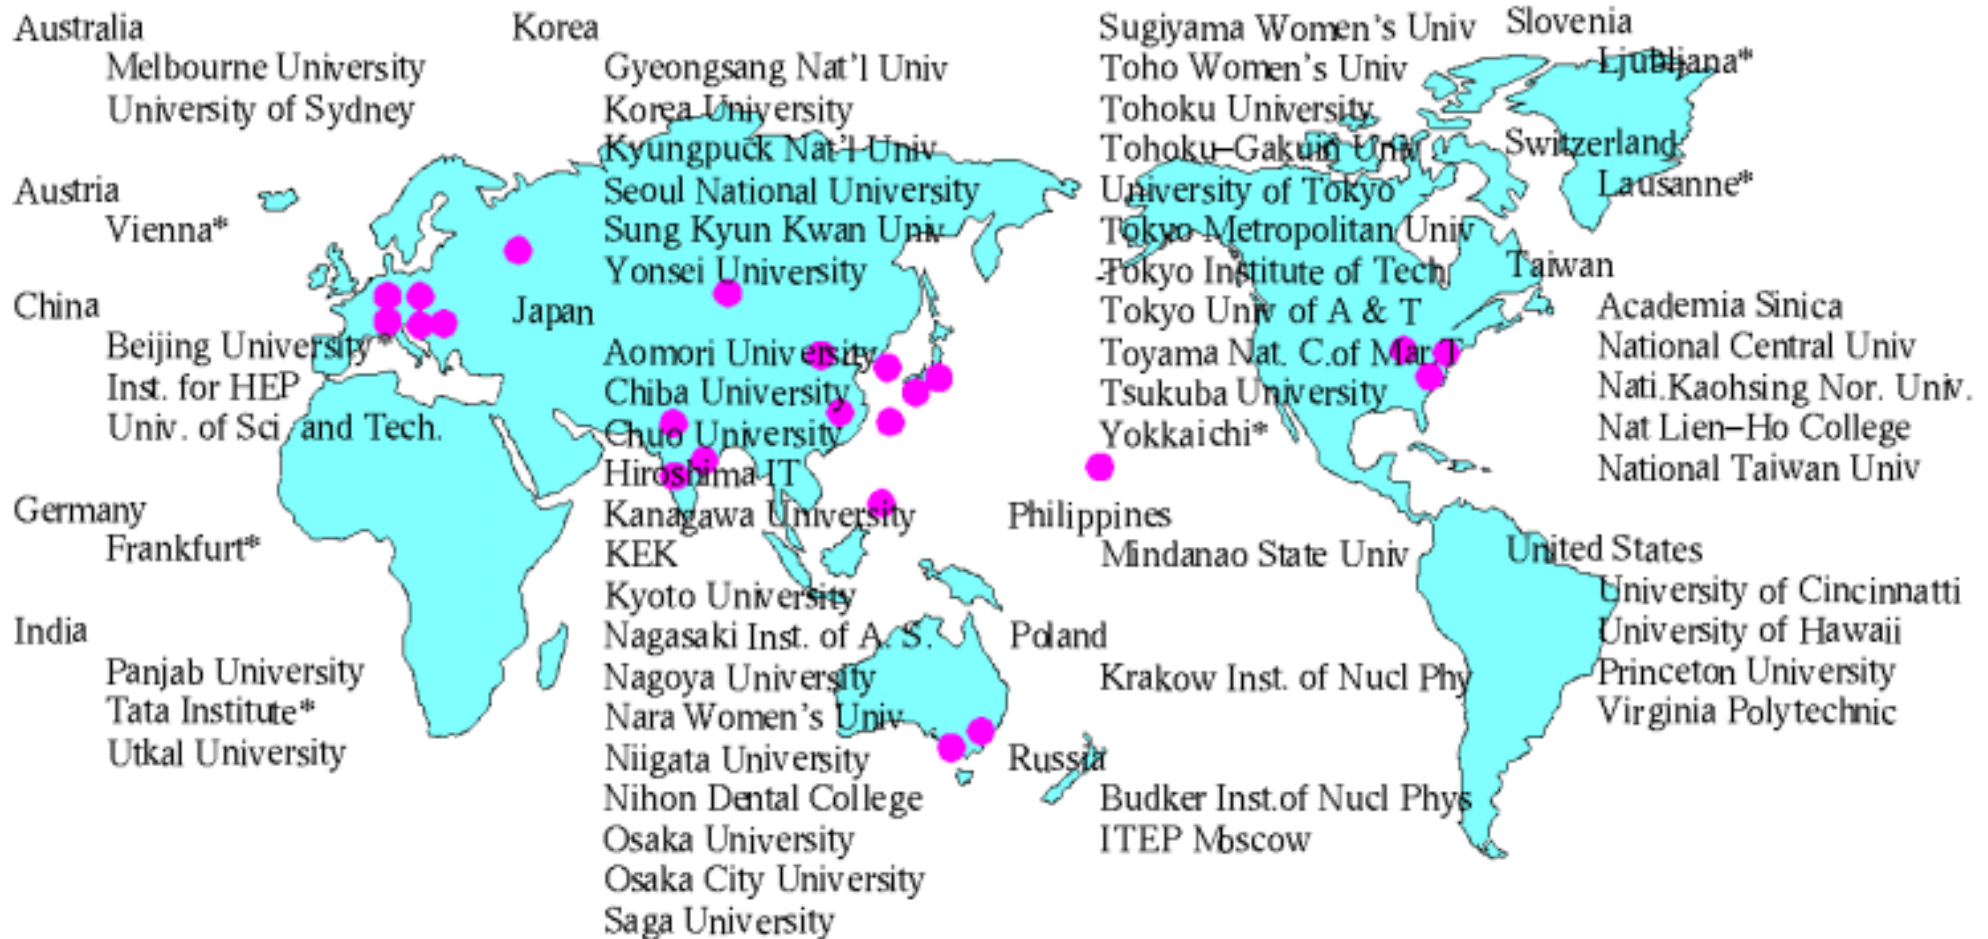 Australia
Melbourne University
University of Sydney
Austria
Vienna*
China
Beijing University*
Inst. for HEP
Univ. of Sci and Tech.
Germany
Frankfurt*
India
Panjab University
Tata Institute*
Utkal University
Korea
Gyeongsang Nat'l Univ
Korea University
Kyungpuck Nat'l Univ
Seoul National University
Sung Kyun Kwan Univ
Yonsei University
Japan
Aomori University
Chiba University
Chuo University
Hiroshima IT
Kanagawa University
KEK
Kyoto University
Nagasaki Inst. of A. S.
Nagoya University
Nara Women's Univ
Niigata University
Nihon Dental College
Osaka University
Osaka City University
Saga University
Sugiyama Women's Univ
Toho Women's Univ
Tohoku University
Tohoku-Gakuin Univ
University of Tokyo
Tokyo Metropolitan Univ
Tokyo Institute of Tech
Tokyo Univ of A & T
Toyama Nat. C.of Mar.T
Tsukuba University
Yokkaichi*
Philippines
Mindanao State Univ
Poland
Krakow Inst. of Nucl Phy
Russia
Budker Inst.of Nucl Phys
ITEP Moscow
Slovenia
Ljubljana*
Switzerland
Lausanne*
Taiwan
Academia Sinica
National Central Univ
Nati.Kaohsing Nor. Univ.
Nat Lien-Ho College
National Taiwan Univ
United States
University of Cincinnatti
University of Hawaii
Princeton University
Virginia Polytechnic